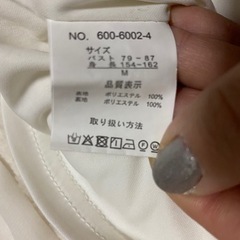 NO. 600-6002-4
サイズ
バスト 79-87
身長 154-162
M
品質表示
表地 ポリエステル 100%
裏地 ポリエステル 100%
取り扱い方法